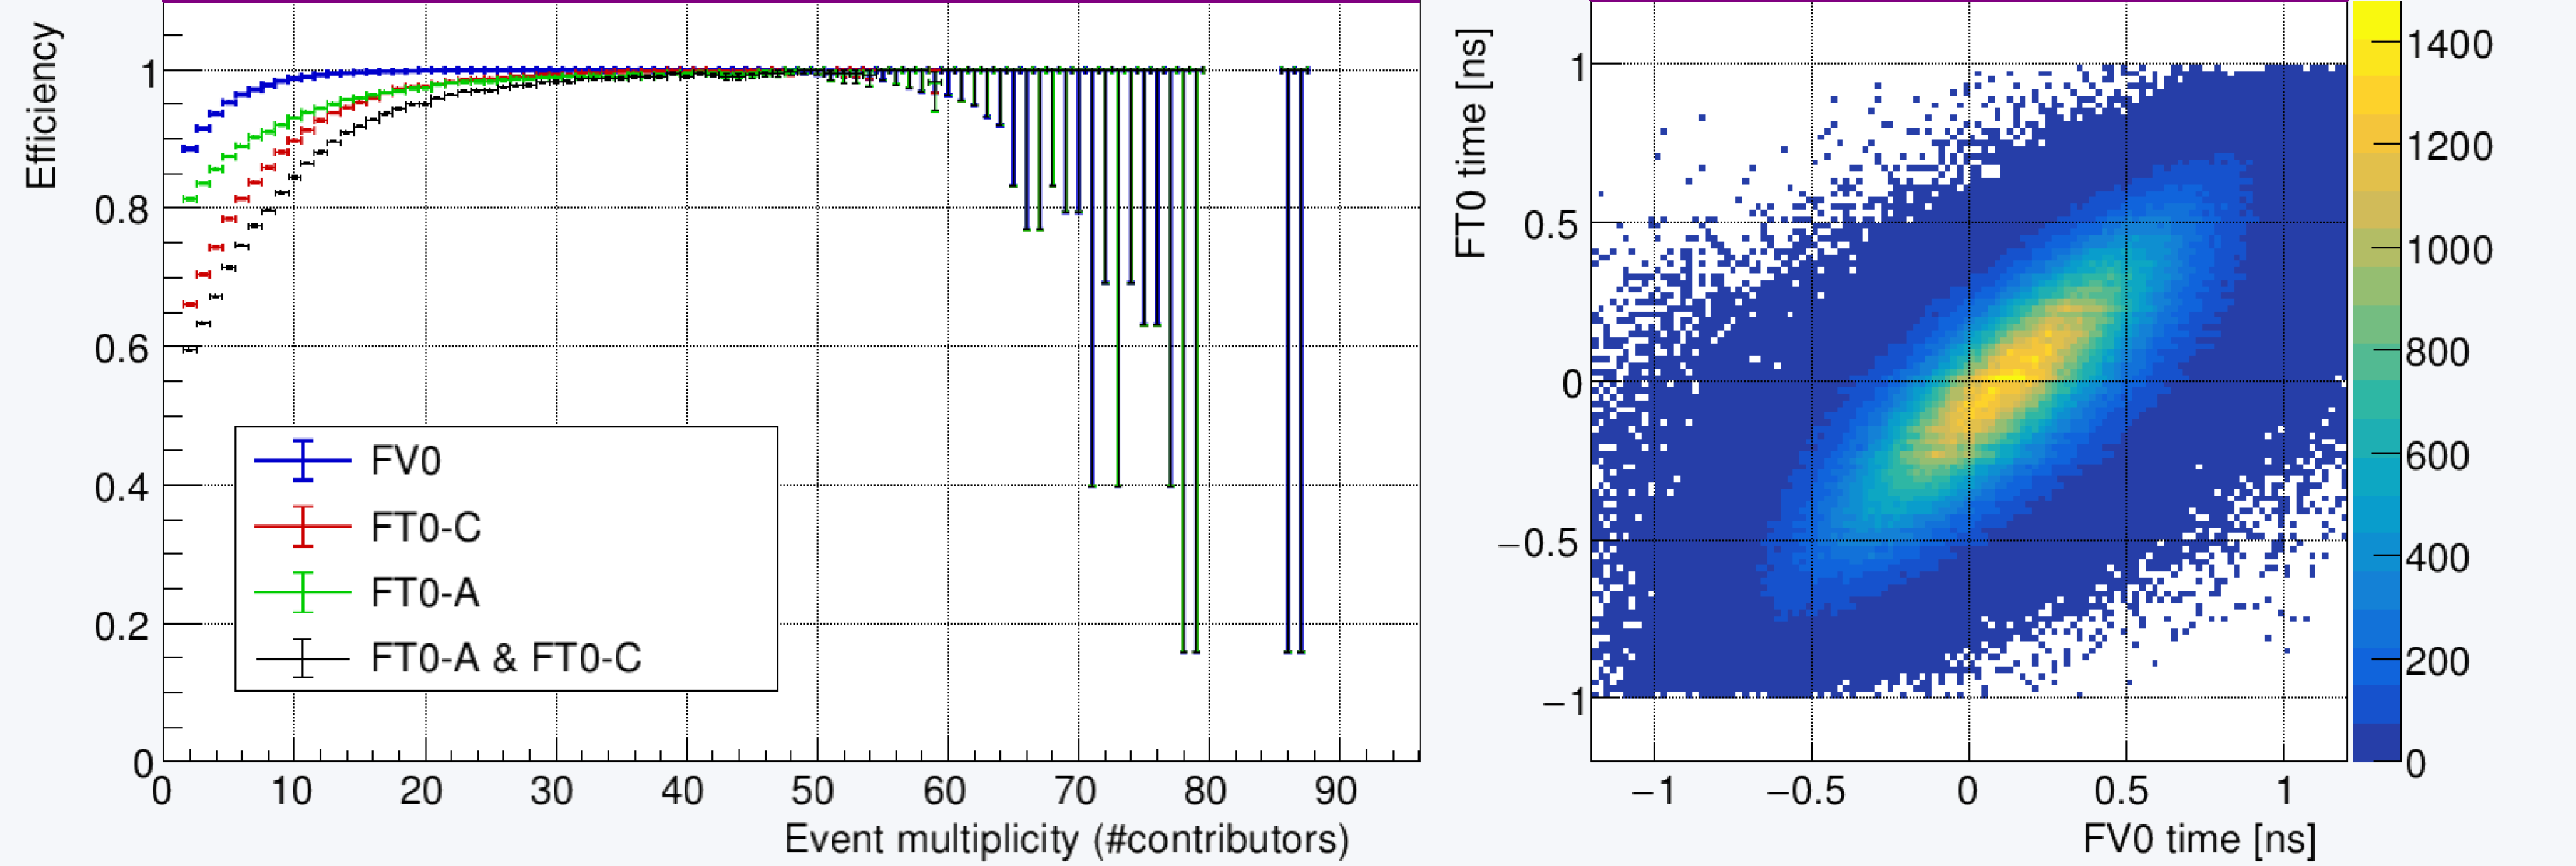 Efficiency
1
0.8
0.6
0.4
0.2
0
FV0
FT0-C
FT0-A
FT0-A & FT0-C
0 10 20 30 40 50 60 70 80 90
Event multiplicity (#contributors)
FT0 time [ns]
1
0.5
0
−0.5
−1
−1 −0.5 0 0.5 1
FV0 time [ns]
1400
1200
1000
800
600
400
200
0